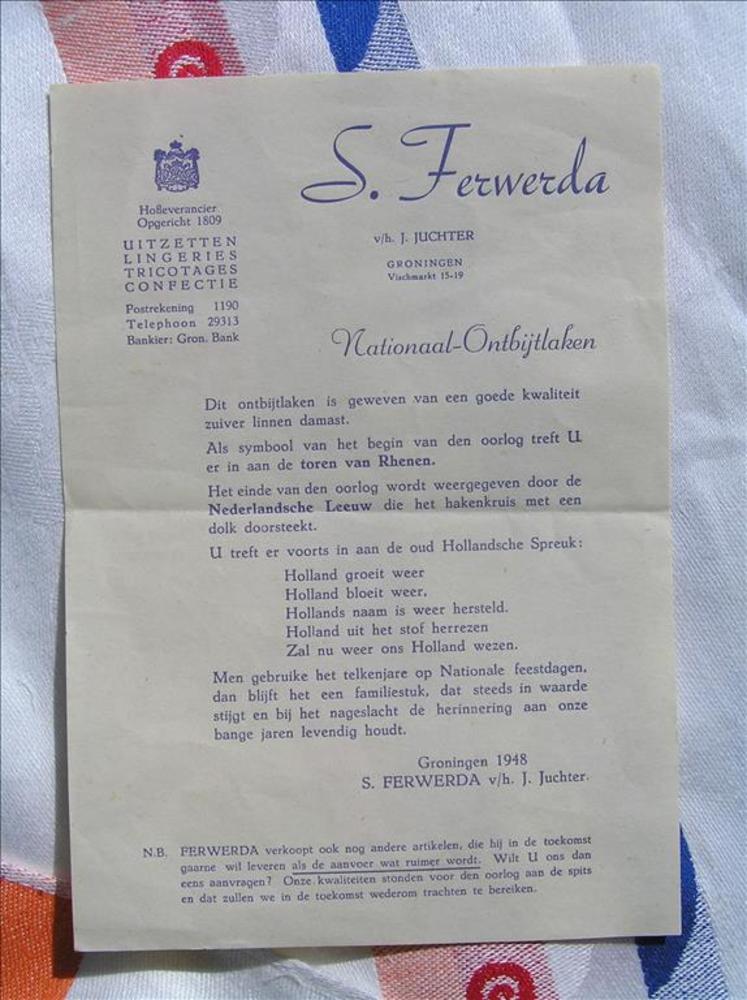 S. Ferwerda
Hofleverancier
Opgericht 1809
UITZETTEN
LINGERIES
TRICOTAGES
CONFECTIE
Postrekening 1190
Telephoon 29313
Bankier: Gron. Bank
v/h. J. JUCHTER
GRONINGEN
Vischmarkt 15-19
Nationaal-Ontbijtlaken
Dit ontbijtlaken is geweven van een goede kwaliteit
zuiver linnen damast.
Als symbool van het begin van den oorlog treft U
er in aan de toren van Rhenen.
Het einde van den oorlog wordt weergegeven door de
Nederlandsche Leeuw die het hakenkruis met een
dolk doorsteekt.
U treft er voorts in aan de oud Hollandsche Spreuk:
Holland groeit weer
Holland bloeit weer.
Hollands naam is weer hersteld.
Holland uit het stof herrezen
Zal nu weer ons Holland wezen.
Men gebruike het telkenjare op Nationale feestdagen,
dan blijft het een familiestuk, dat steeds in waarde
stijgt en bij het nageslacht de herinnering aan onze
bange jaren levendig houdt.
Groningen 1948
S. FERWERDA v/h. J. Juchter.
N.B. FERWERDA verkoopt ook nog andere artikelen, die hij in de toekomst
gaarne wil leveren als de aanvoer wat ruimer wordt. Wilt U ons dan
eens aanvragen? Onze kwaliteiten stonden voor den oorlog aan de spits
en dat zullen we in de toekomst wederom trachten te bereiken.